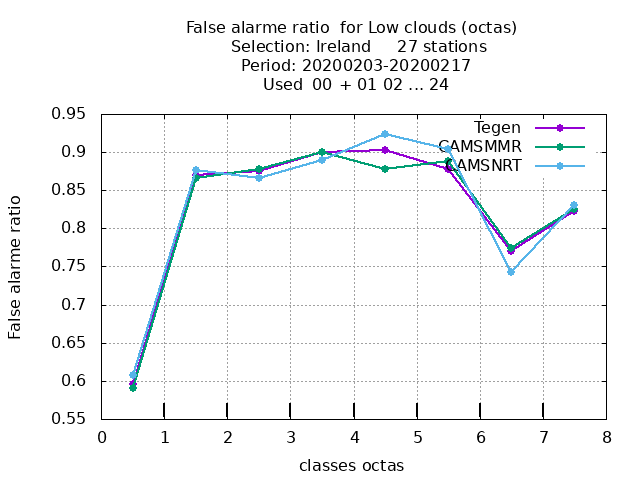 False alarme ratio  for Low clouds (octas)
Selection: Ireland     27 stations
Period: 20200203-20200217
Used  00 + 01 02 ... 24
0.95
0.9
0.85
0.8
0.75
0.7
0.65
0.6
0.55
False alarme ratio
Tegen
CAMSMMR
CAMSNRT
0 1 2 3 4 5 6 7 8
classes octas